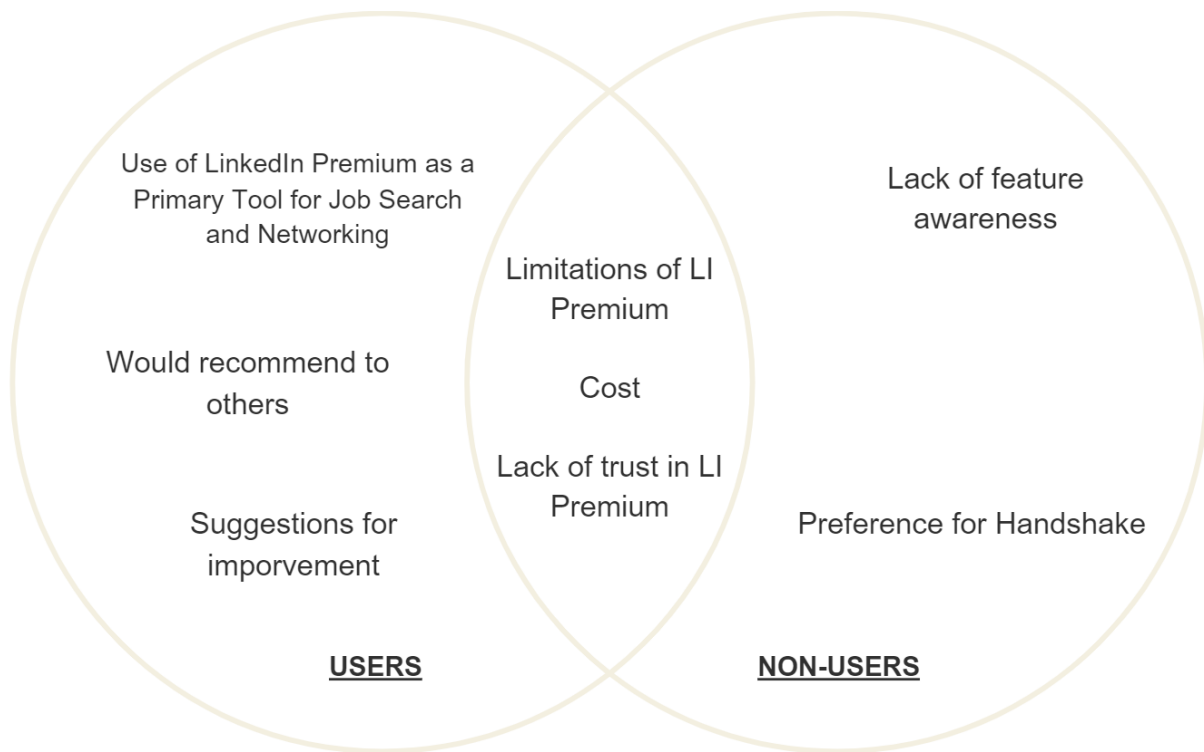 Use of LinkedIn Premium as a
Primary Tool for Job Search
and Networking
Would recommend to
others
Suggestions for
imporvement
USERS
Limitations of LI
Premium
Cost
Lack of trust in LI
Premium
Lack of feature
awareness
Preference for Handshake
NON-USERS